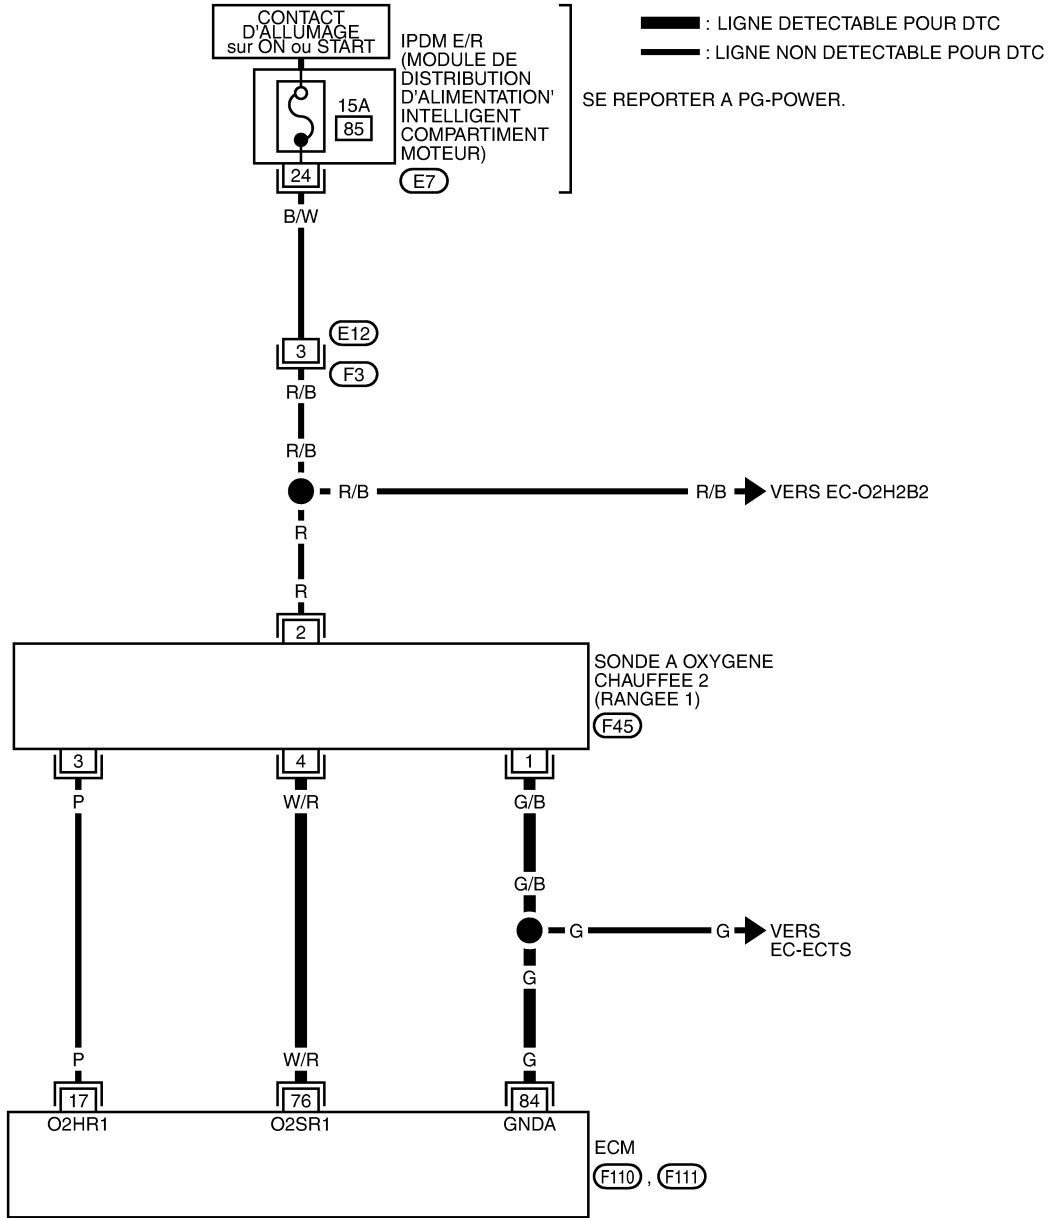 CONTACT
D'ALLUMAGE
sur ON ou START
: LIGNE DETECTABLE POUR DTC
: LIGNE NON DETECTABLE POUR DTC
IPDM E/R
(MODULE DE
DISTRIBUTION
D'ALIMENTATION'
INTELLIGENT
COMPARTIMENT
MOTEUR)
E7
SE REPORTER A PG-POWER.
15A
85
24
B/W
E12
3
F3
R/B
R/B
R/B
R/B
VERS EC-O2H2B2
R
R
2
SONDE A OXYGENE
CHAUFFEE 2
(RANGEE 1)
F45
3
4
1
P
W/R
G/B
G/B
G
G
VERS
EC-ECTS
G
P
W/R
G
17
76
84
O2HR1
O2SR1
GNDA
ECM
F110 , F111